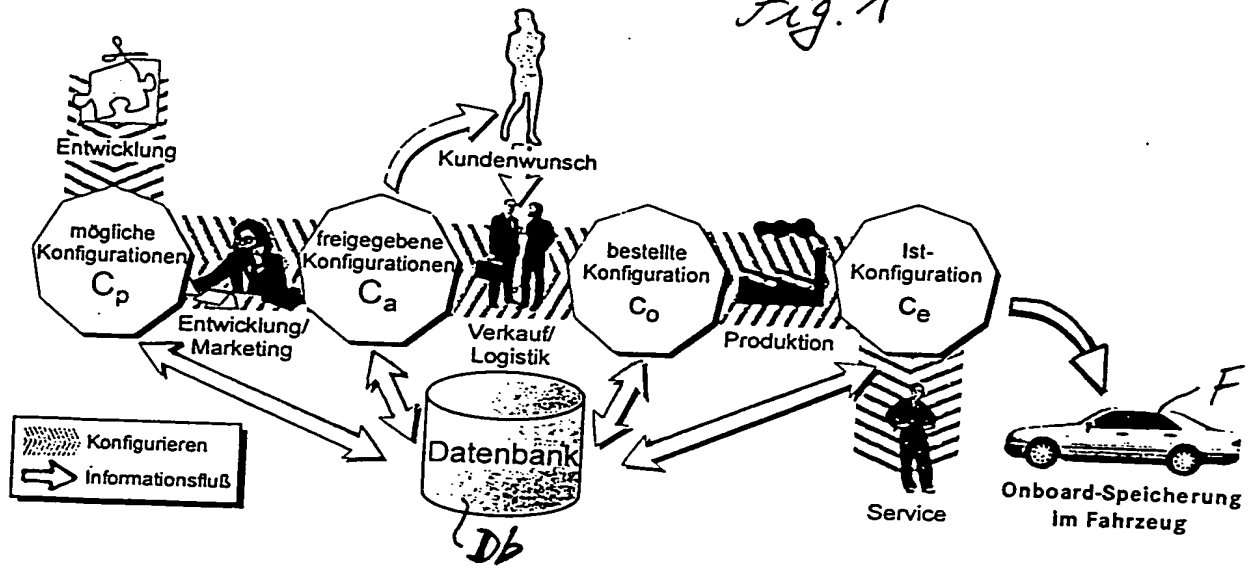 Fig. 1
Entwicklung
Kundenwunsch
mögliche
Konfigurationen
Cp
Entwicklung/
Marketing
freigegebene
Konfigurationen
Ca
Verkauf/
Logistik
bestellte
Konfiguration
Co
Produktion
Ist-
Konfiguration
Ce
Service
F
Onboard-Speicherung
im Fahrzeug
Datenbank
Db
Konfigurieren
Informationsfluß